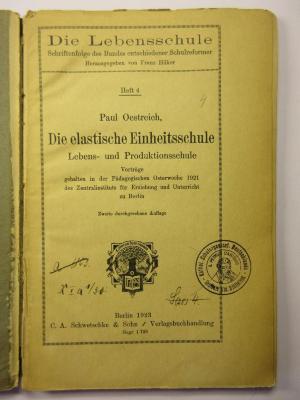 Die Lebensschule
Schriftenfolge des Bundes entschiedener Schulreformer
Herausgegeben von Franz Hilker
Heft 4
Paul Oestreich,
Die elastische Einheitsschule
Lebens- und Produktionsschule
Vorträge
gehalten in der Pädagogischen Osterwoche 1921
des Zentralinstituts für Erziehung und Unterricht
zu Berlin
Zweite durchgesehene Auflage
Berlin 1923
C. A. Schwetschke & Sohn / Verlagsbuchhandlung